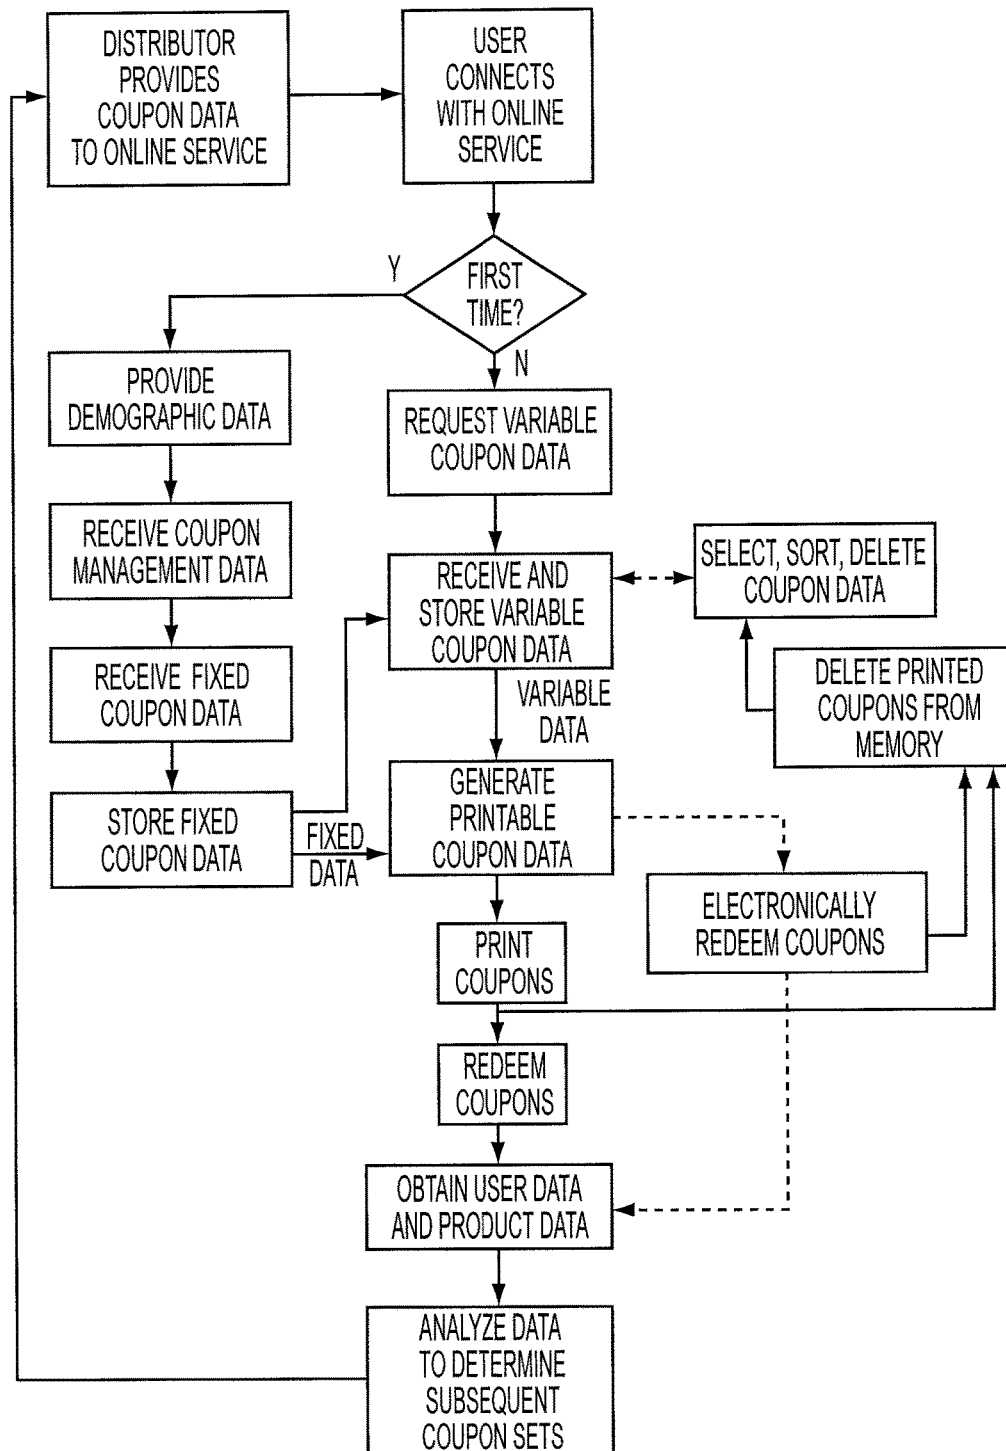 DISTRIBUTOR
PROVIDES
COUPON DATA
TO ONLINE SERVICE
USER
CONNECTS
WITH ONLINE
SERVICE
FIRST
TIME?
Y
N
PROVIDE
DEMOGRAPHIC DATA
REQUEST VARIABLE
COUPON DATA
RECEIVE COUPON
MANAGEMENT DATA
RECEIVE AND
STORE VARIABLE
COUPON DATA
SELECT, SORT, DELETE
COUPON DATA
RECEIVE FIXED
COUPON DATA
VARIABLE
DATA
DELETE PRINTED
COUPONS FROM
MEMORY
STORE FIXED
COUPON DATA
FIXED
DATA
GENERATE
PRINTABLE
COUPON DATA
ELECTRONICALLY
REDEEM COUPONS
PRINT
COUPONS
REDEEM
COUPONS
OBTAIN USER DATA
AND PRODUCT DATA
ANALYZE DATA
TO DETERMINE
SUBSEQUENT
COUPON SETS